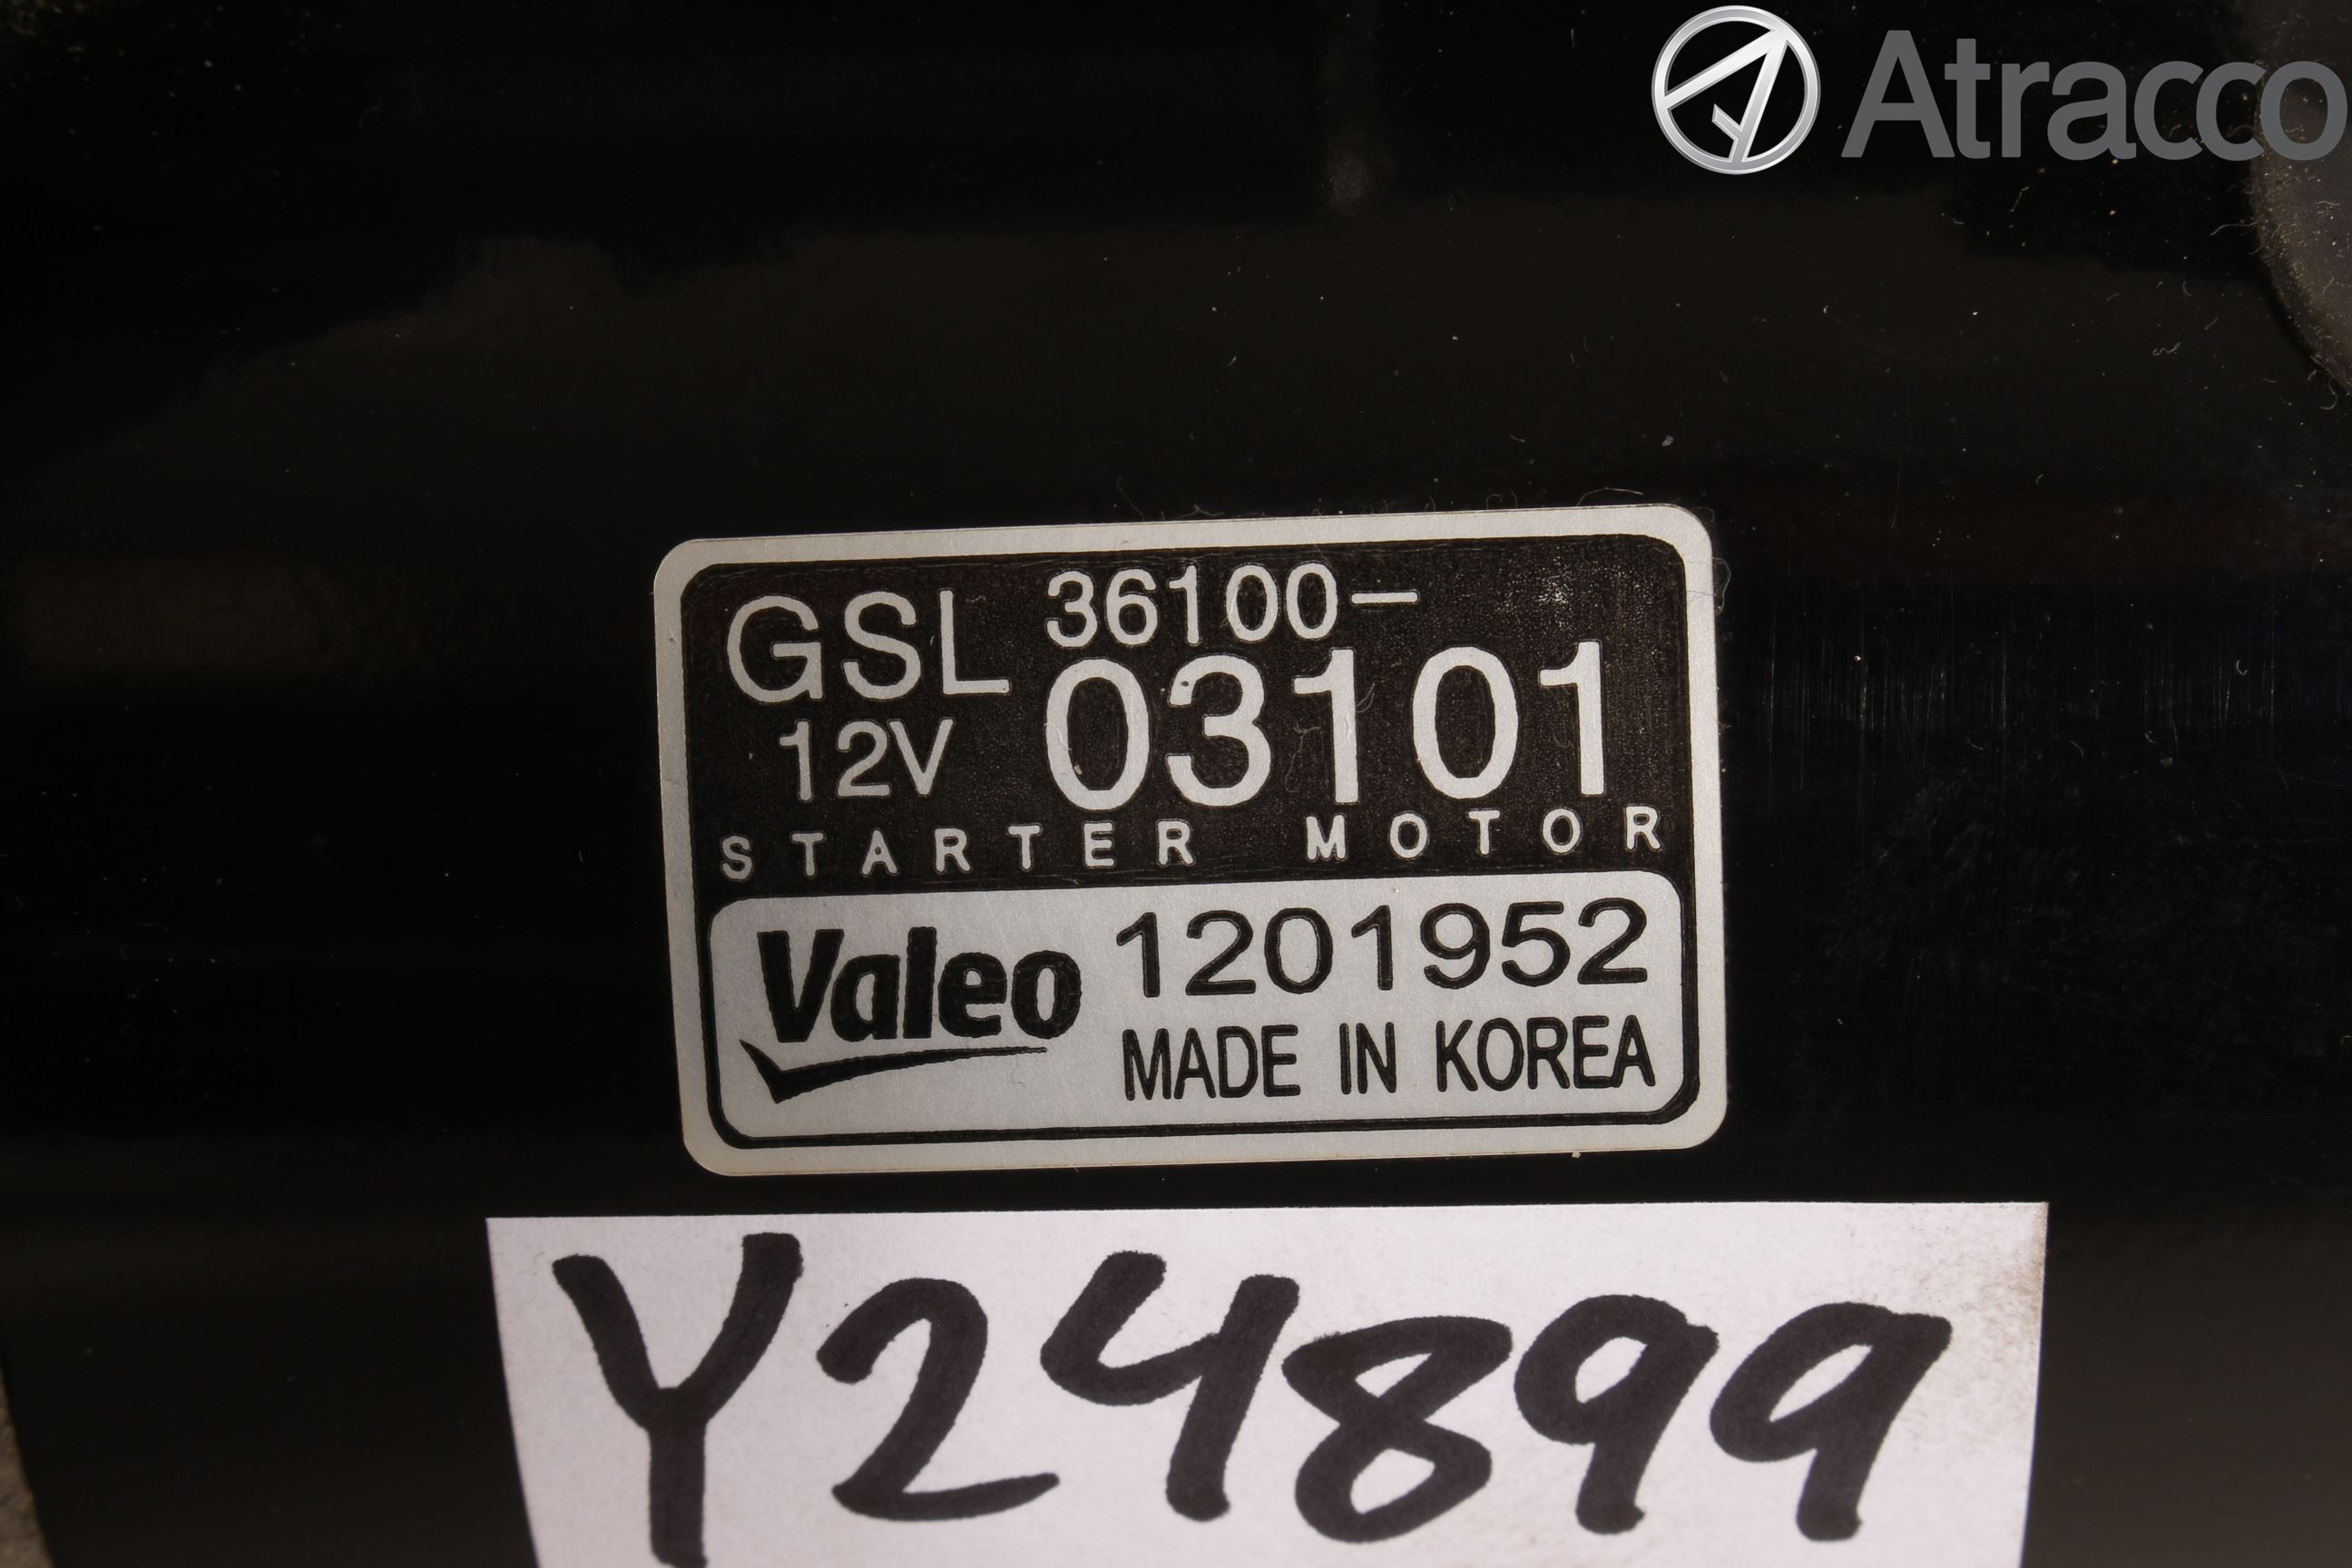 Atracco
GSL 36100-
12V 03101
STARTER MOTOR
Valeo 1201952
MADE IN KOREA
Y24899